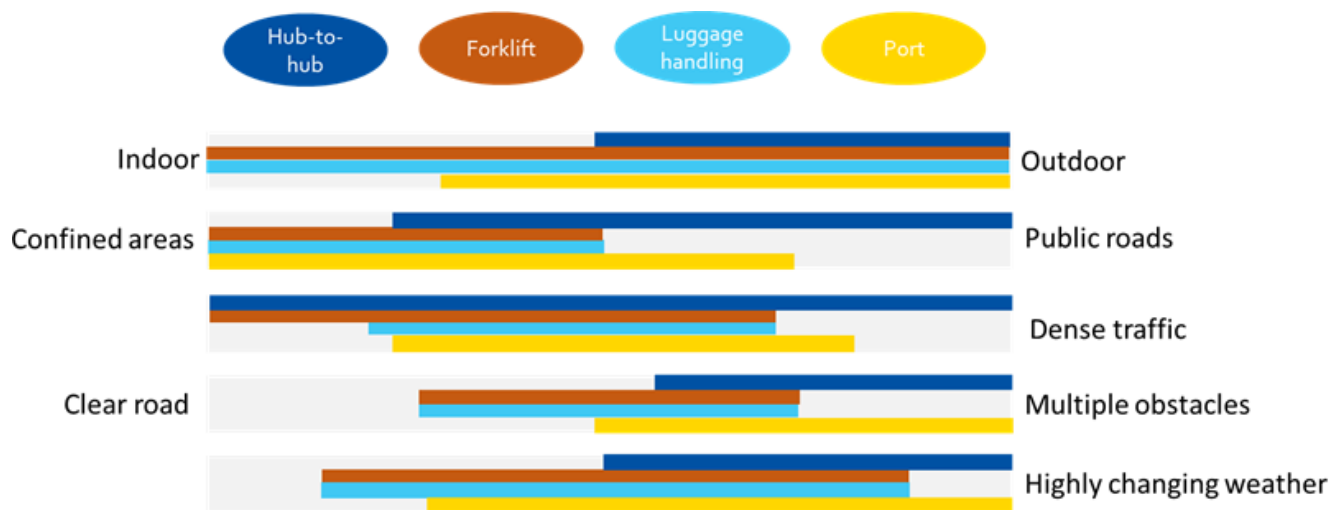 Hub-to-
hub
Forklift
Luggage
handling
Port
Indoor
Outdoor
Confined areas
Public roads
Dense traffic
Clear road
Multiple obstacles
Highly changing weather